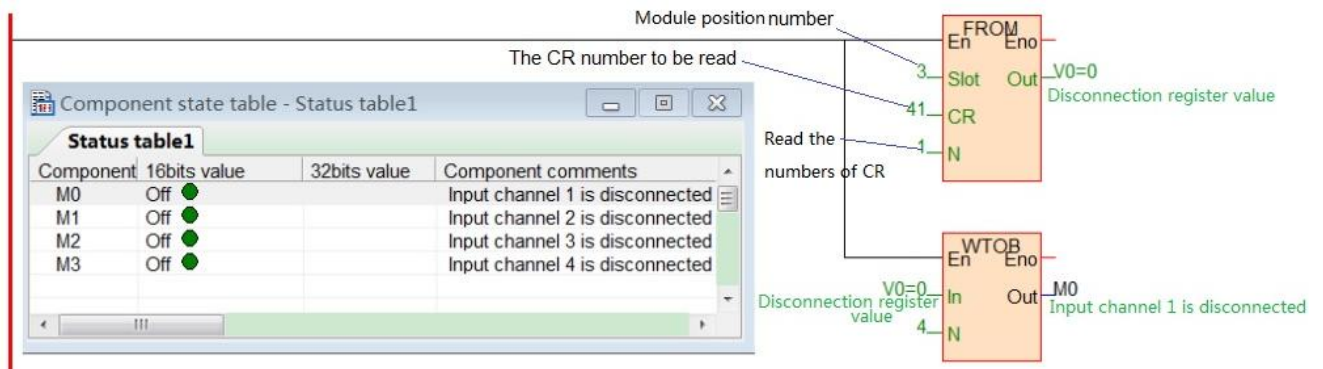 Module position number
FROM
En Eno
The CR number to be read
3 Slot Out V0=0
Disconnection register value
41 CR
Read the numbers of CR
1 N
Component state table - Status table1
Status table1
Component 16bits value 32bits value Component comments
M0 Off Input channel 1 is disconnected
M1 Off Input channel 2 is disconnected
M2 Off Input channel 3 is disconnected
M3 Off Input channel 4 is disconnected
WTOB
En Eno
V0=0 In Out M0
Disconnection register value
Input channel 1 is disconnected
4 N